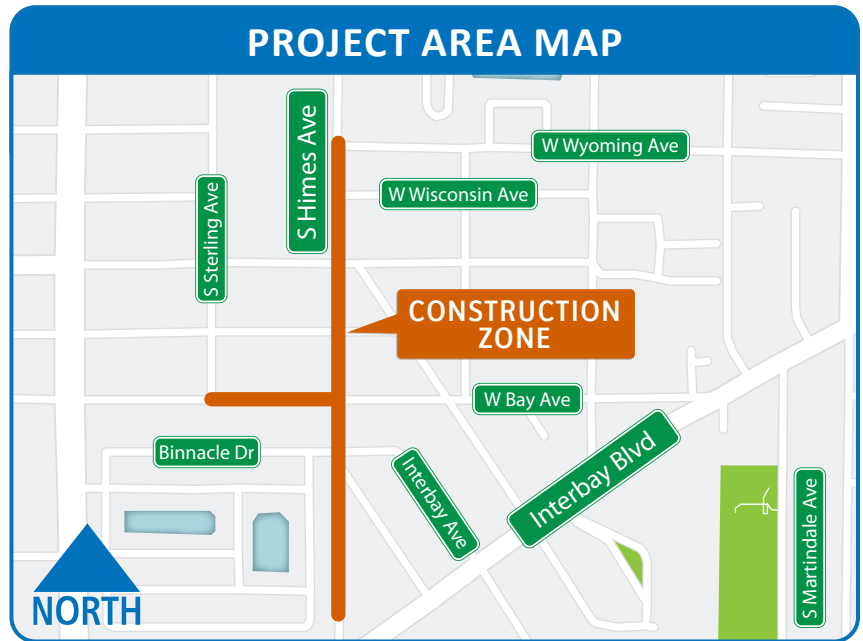 PROJECT AREA MAP
S Himes Ave
W Wyoming Ave
W Wisconsin Ave
S Sterling Ave
CONSTRUCTION
ZONE
W Bay Ave
Binnacle Dr
Interbay Ave
Interbay Blvd
S Martindale Ave
NORTH